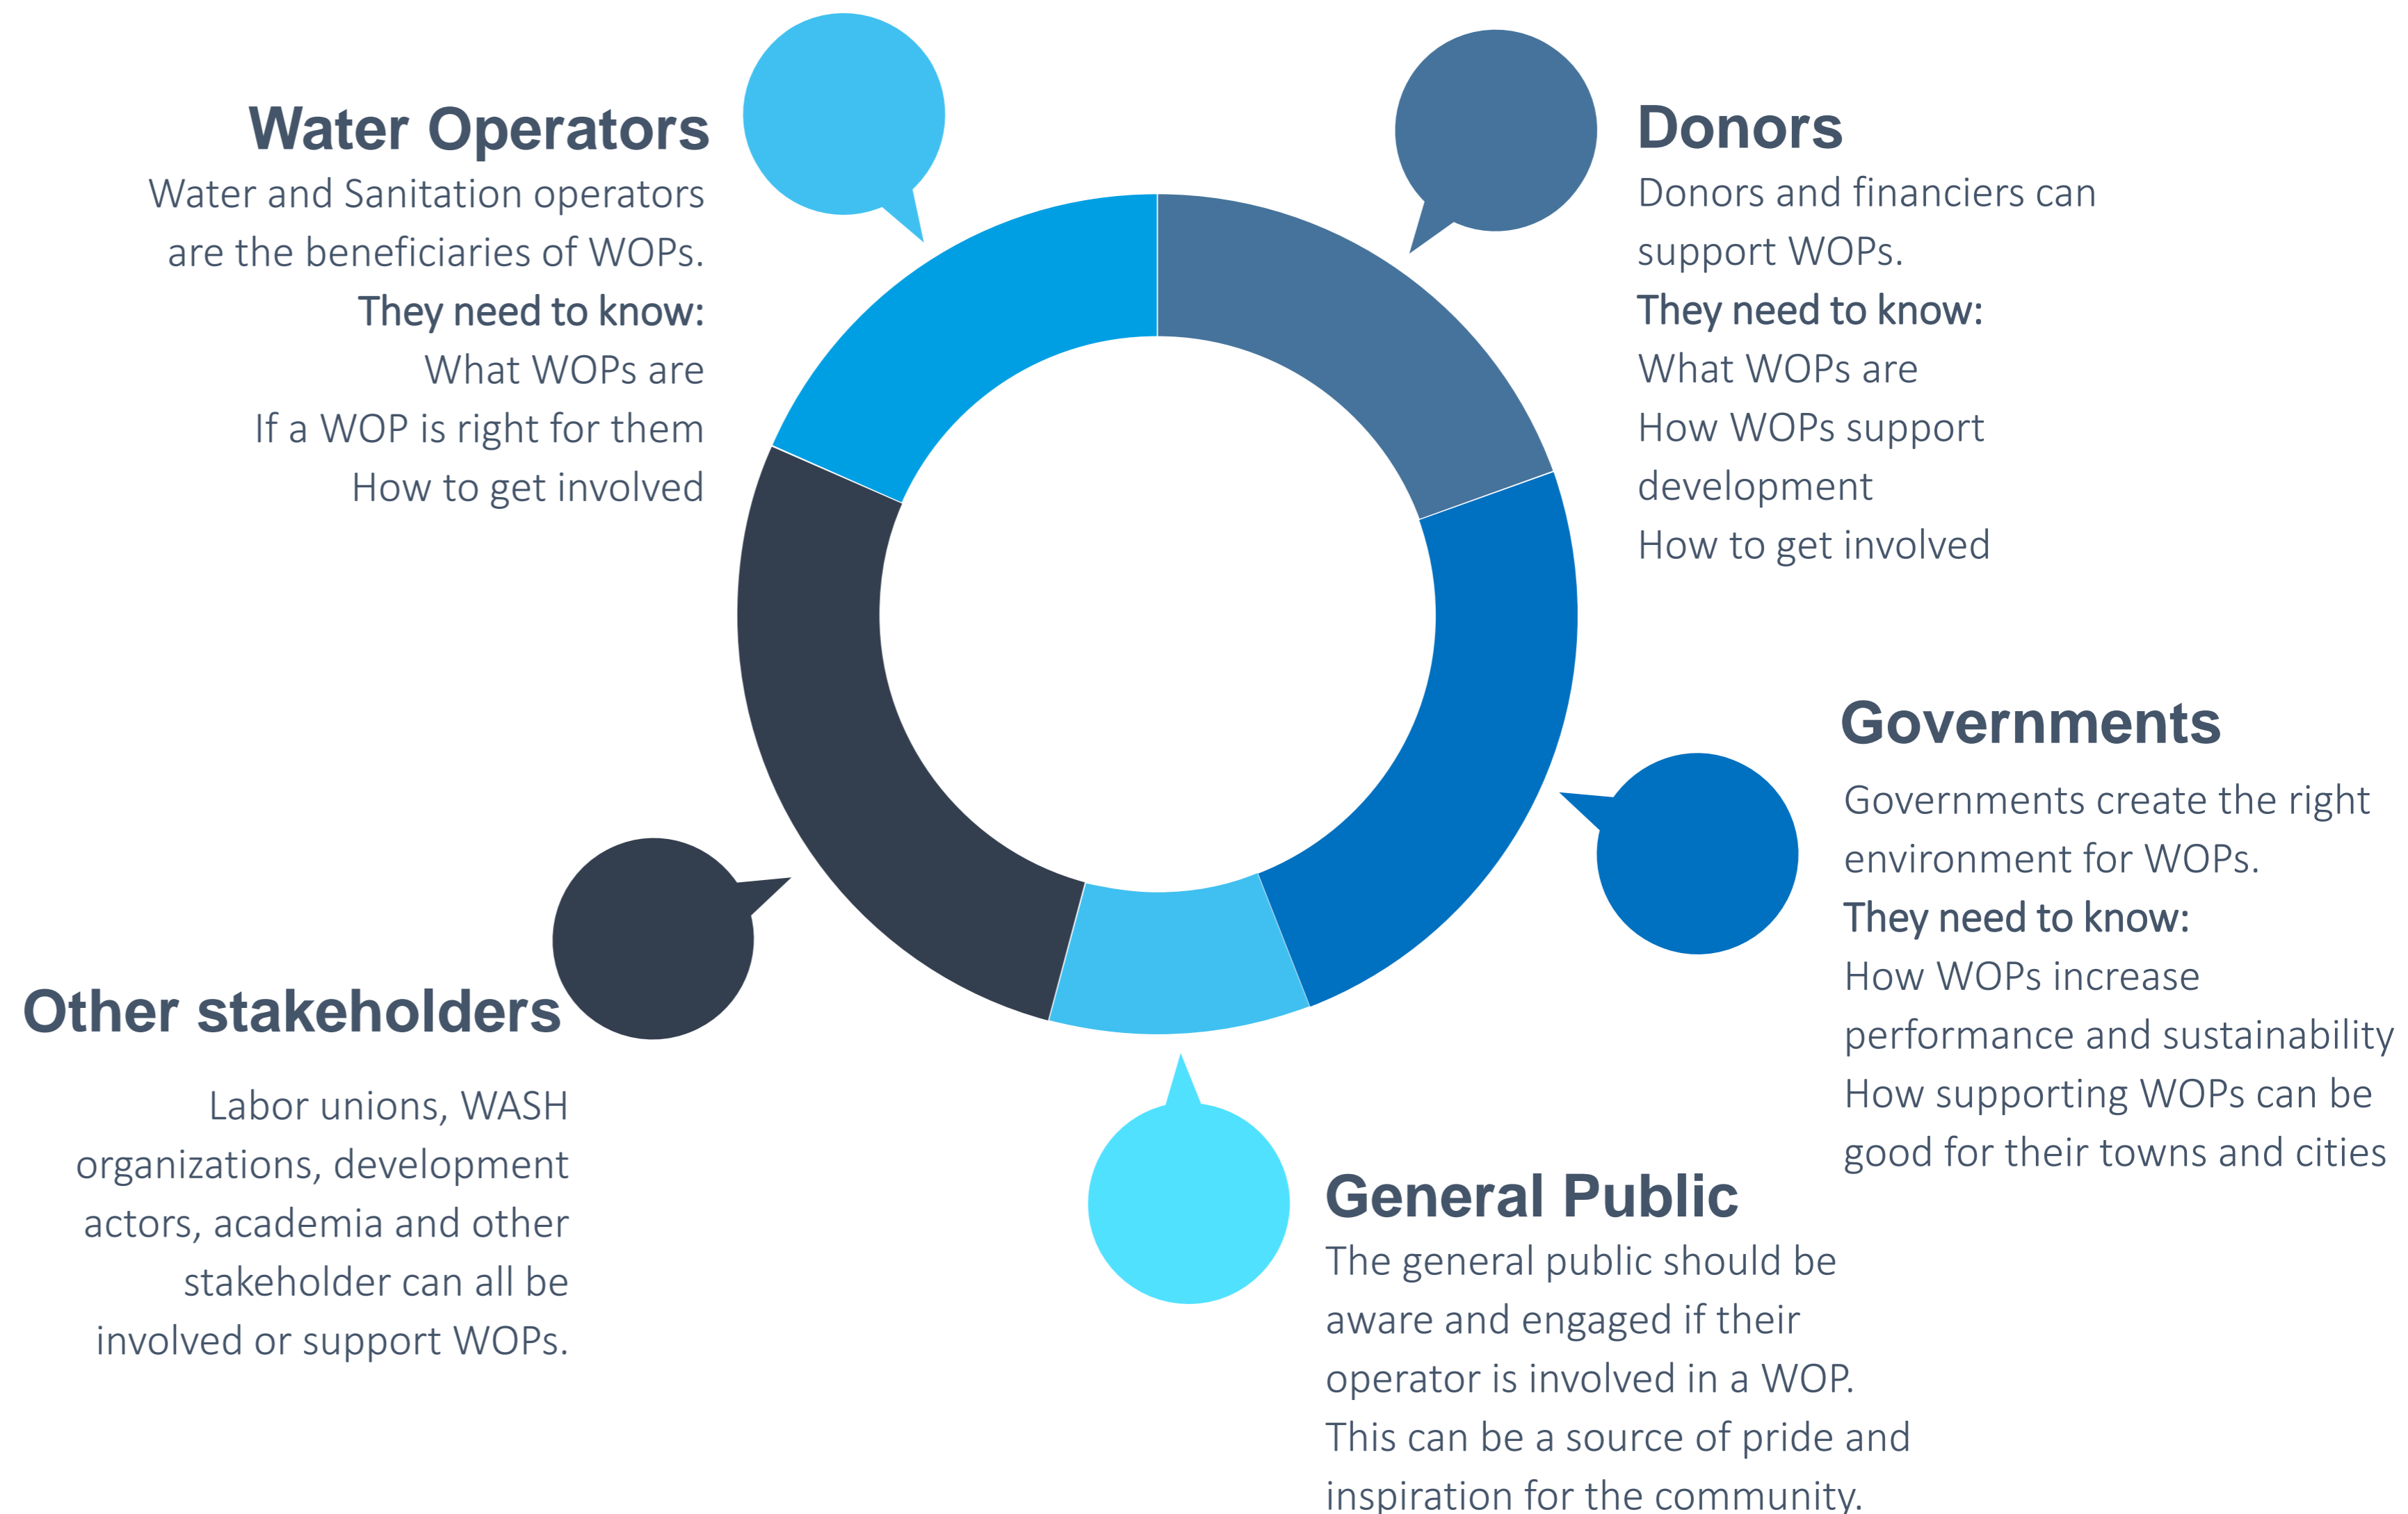 Water Operators
Water and Sanitation operators
are the beneficiaries of WOPs.
They need to know:
What WOPs are
If a WOP is right for them
How to get involved
Donors
Donors and financiers can
support WOPs.
They need to know:
What WOPs are
How WOPs support
development
How to get involved
Governments
Governments create the right
environment for WOPs.
They need to know:
How WOPs increase
performance and sustainability
How supporting WOPs can be
good for their towns and cities
Other stakeholders
Labor unions, WASH
organizations, development
actors, academia and other
stakeholder can all be
involved or support WOPs.
General Public
The general public should be
aware and engaged if their
operator is involved in a WOP.
This can be a source of pride and
inspiration for the community.